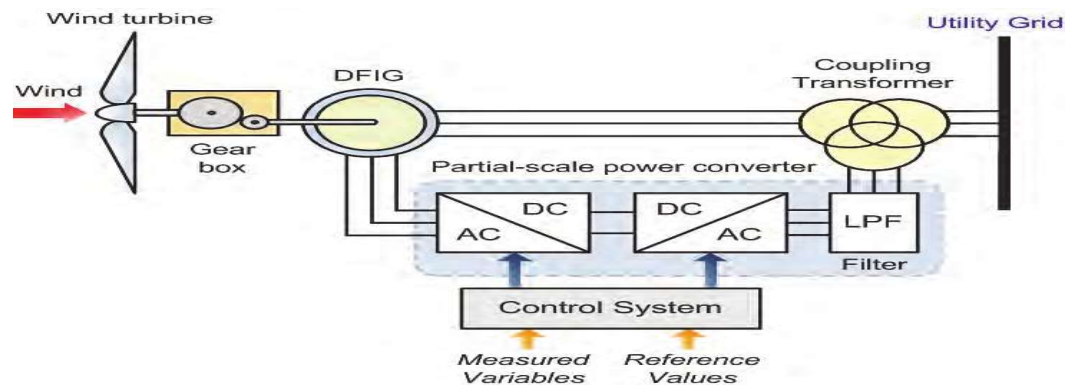 Wind turbine
Utility Grid
DFIG
Coupling
Transformer
Wind
Gear
box
Partial-scale power converter
DC
AC
DC
AC
LPF
Filter
Control System
Measured
Variables
Reference
Values